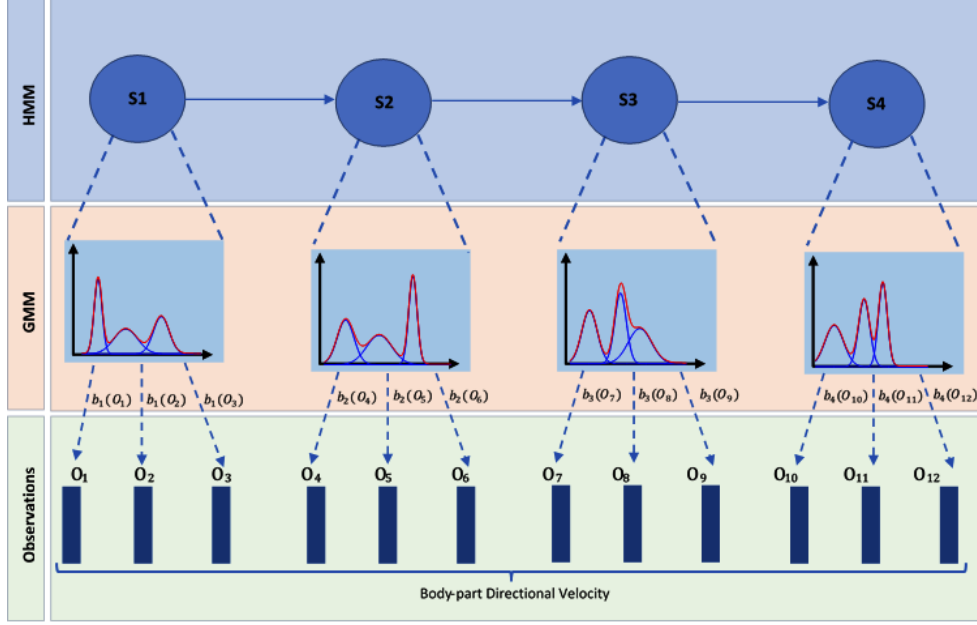 HMM
S1
S2
S3
S4
GMM
b₁(O₁)
b₁(O₂)
b₁(O₃)
b₂(O₄)
b₂(O₅)
b₂(O₆)
b₃(O₇)
b₃(O₈)
b₃(O₉)
b₄(O₁₀)
b₄(O₁₁)
b₄(O₁₂)
Observations
O₁
O₂
O₃
O₄
O₅
O₆
O₇
O₈
O₉
O₁₀
O₁₁
O₁₂
Body-part Directional Velocity